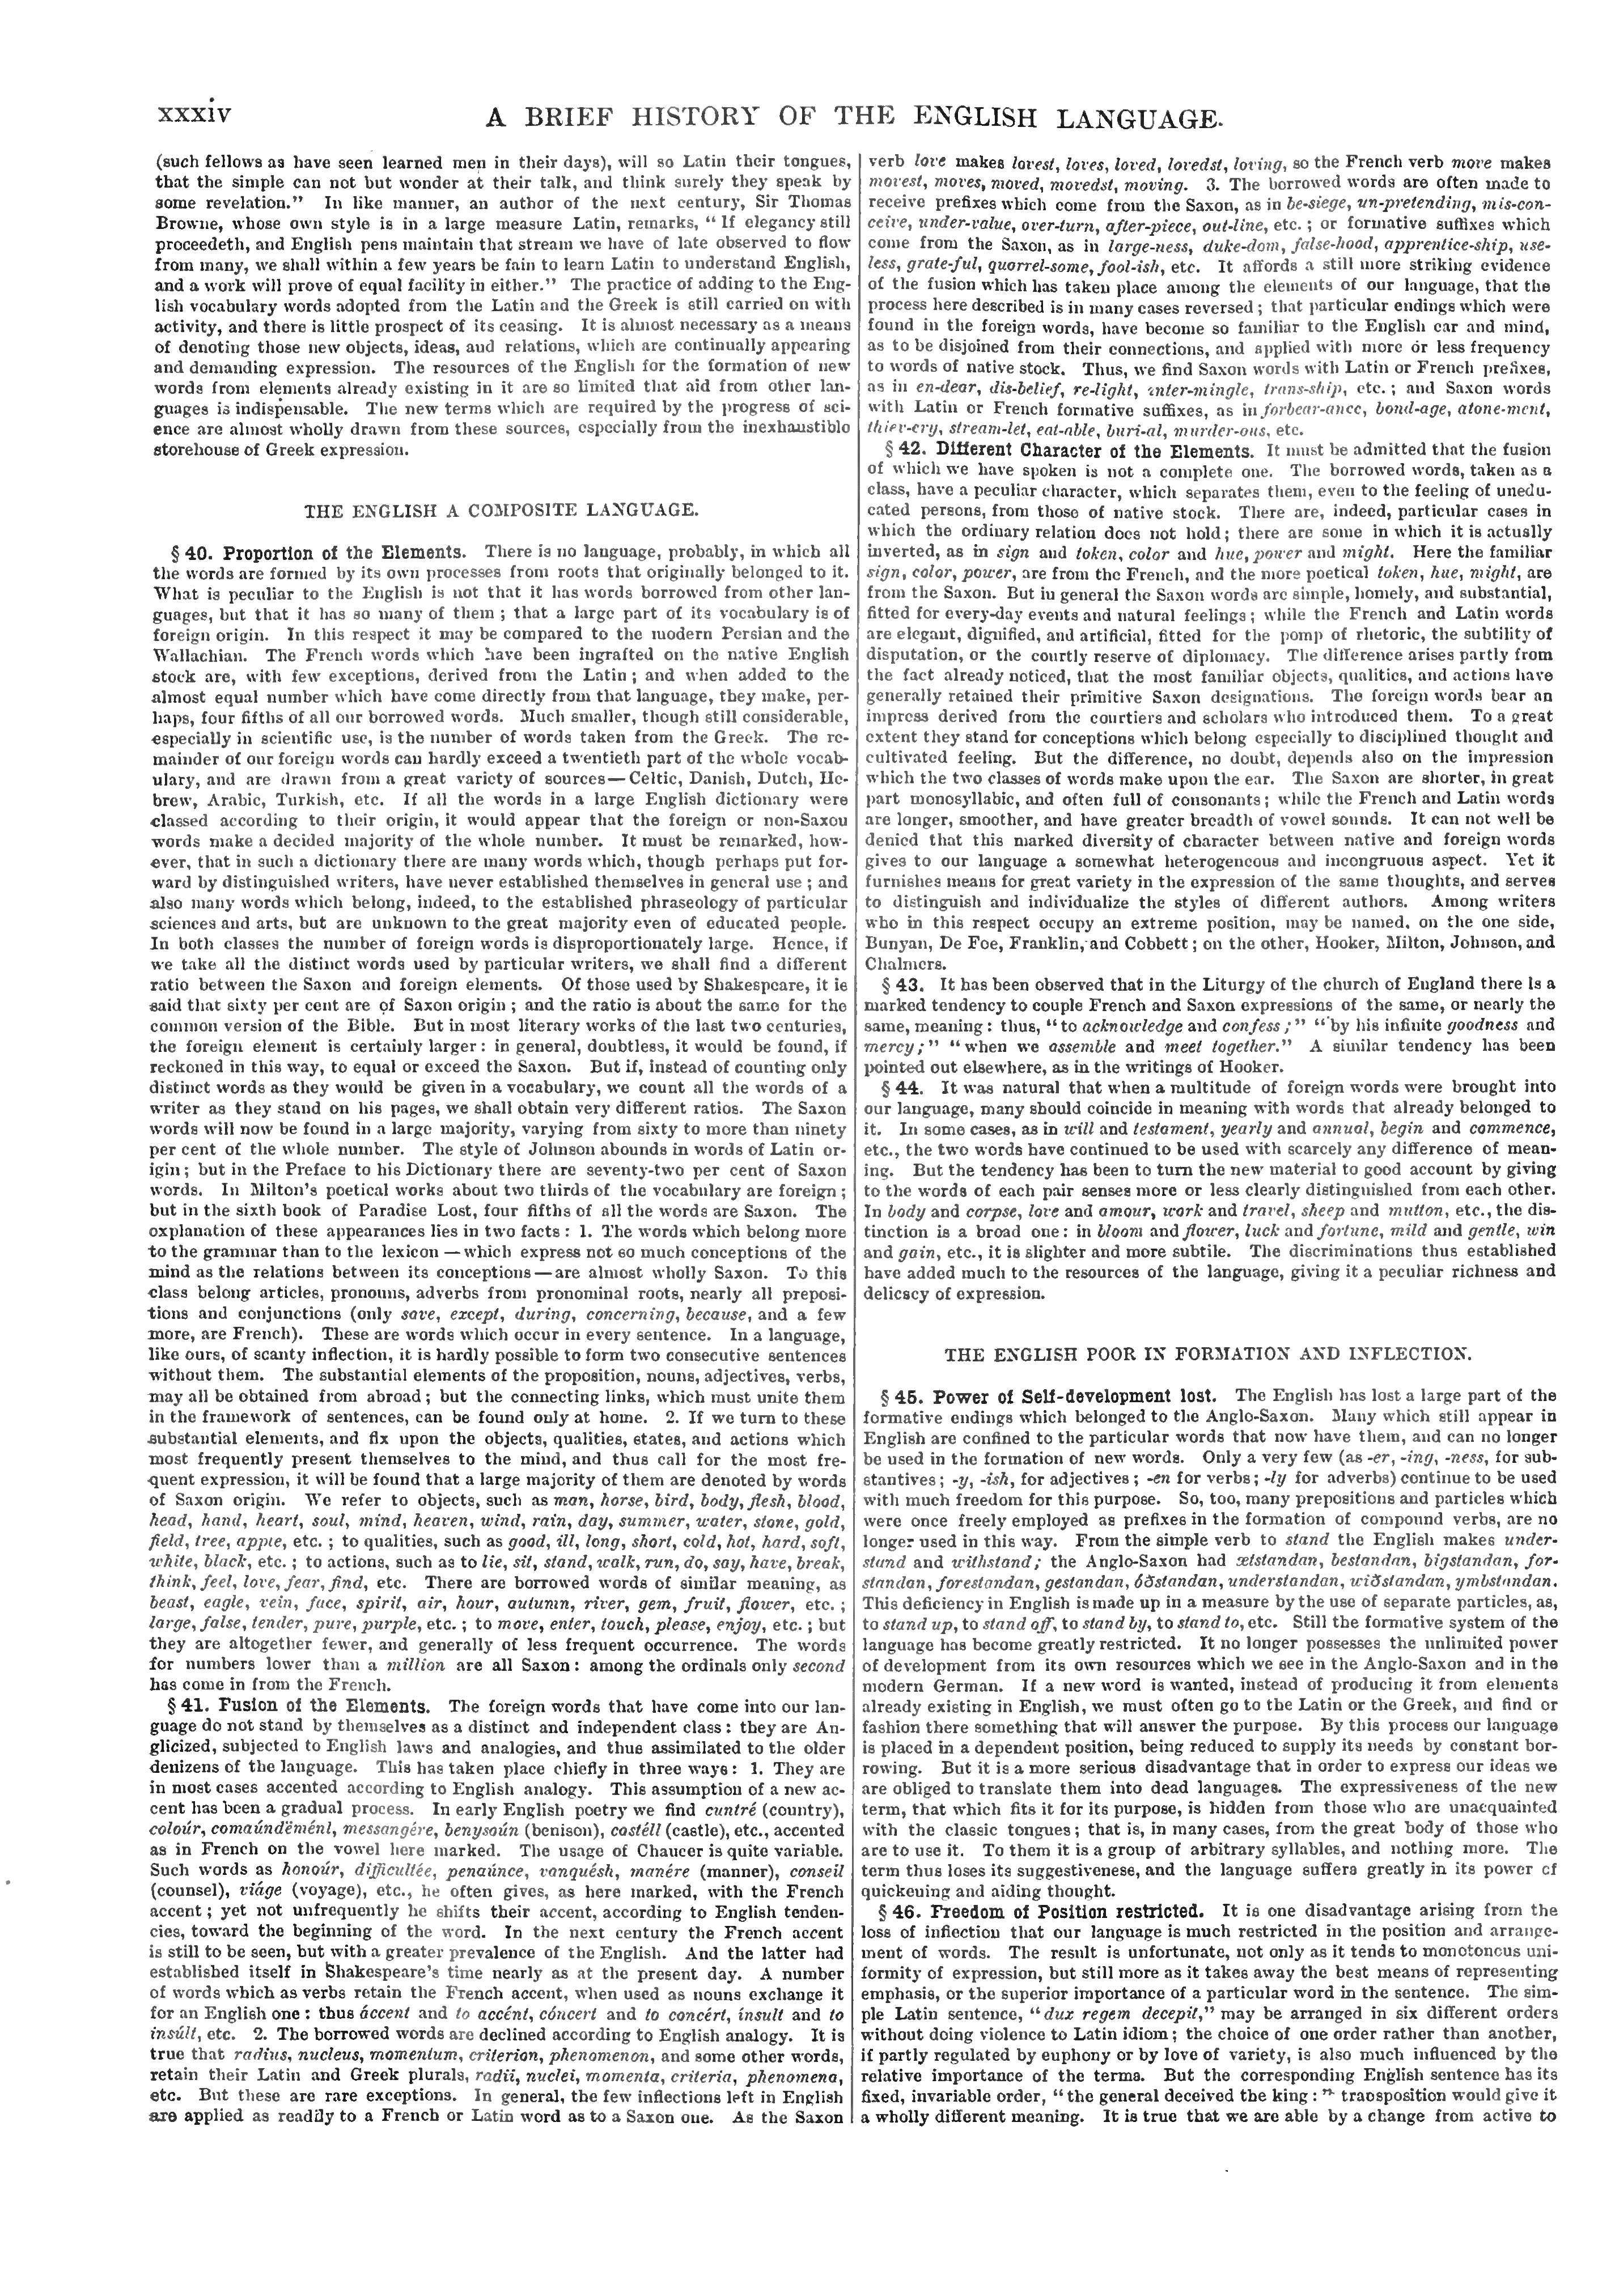 xxxiv
A BRIEF HISTORY OF THE ENGLISH LANGUAGE.
(such fellows as have seen learned men in their days), will so Latin their tongues,
that the simple can not but wonder at their talk, and think surely they speak by
some revelation.” In like manner, an author of the next century, Sir Thomas
Browne, whose own style is in a large measure Latin, remarks, “If elegancy still
proceedeth, and English pens maintain that stream we have of late observed to flow
from many, we shall within a few years be fain to learn Latin to understand English,
and a work will prove of equal facility in either.” The practice of adding to the Eng-
lish vocabulary words adopted from the Latin and the Greek is still carried on with
activity, and there is little prospect of its ceasing. It is almost necessary as a means
of denoting those new objects, ideas, and relations, which are continually appearing
and demanding expression. The resources of the English for the formation of new
words from elements already existing in it are so limited that aid from other lan-
guages is indispensable. The new terms which are required by the progress of sci-
ence are almost wholly drawn from these sources, especially from the inexhaustible
storehouse of Greek expression.
THE ENGLISH A COMPOSITE LANGUAGE.
§ 40. Proportion of the Elements. There is no language, probably, in which all
the words are formed by its own processes from roots that originally belonged to it.
What is peculiar to the English is not that it has words borrowed from other lan-
guages, but that it has so many of them; that a large part of its vocabulary is of
foreign origin. In this respect it may be compared to the modern Persian and the
Wallachian. The French words which have been ingrafted on the native English
stock are, with few exceptions, derived from the Latin; and when added to the
almost equal number which have come directly from that language, they make, per-
haps, four fifths of all our borrowed words. Much smaller, though still considerable,
especially in scientific use, is the number of words taken from the Greek. The re-
mainder of our foreign words can hardly exceed a twentieth part of the whole vocab-
ulary, and are drawn from a great variety of sources — Celtic, Danish, Dutch, He-
brew, Arabic, Turkish, etc. If all the words in a large English dictionary were
classed according to their origin, it would appear that the foreign or non-Saxon
words make a decided majority of the whole number. It must be remarked, how-
ever, that in such a dictionary there are many words which, though perhaps put for-
ward by distinguished writers, have never established themselves in general use; and
also many words which belong, indeed, to the established phraseology of particular
sciences and arts, but are unknown to the great majority even of educated people.
In both classes the number of foreign words is disproportionately large. Hence, if
we take all the distinct words used by particular writers, we shall find a different
ratio between the Saxon and foreign elements. Of those used by Shakespeare, it is
said that sixty per cent are of Saxon origin; and the ratio is about the same for the
common version of the Bible. But in most literary works of the last two centuries,
the foreign element is certainly larger: in general, doubtless, it would be found, if
reckoned in this way, to equal or exceed the Saxon. But if, instead of counting only
distinct words as they would be given in a vocabulary, we count all the words of a
writer as they stand on his pages, we shall obtain very different ratios. The Saxon
words will now be found in a large majority, varying from sixty to more than ninety
per cent of the whole number. The style of Johnson abounds in words of Latin or-
igin; but in the Preface to his Dictionary there are seventy-two per cent of Saxon
words. In Milton's poetical works about two thirds of the vocabulary are foreign;
but in the sixth book of Paradise Lost, four fifths of all the words are Saxon. The
explanation of these appearances lies in two facts: 1. The words which belong more
to the grammar than to the lexicon — which express not so much conceptions of the
mind as the relations between its conceptions — are almost wholly Saxon. To this
class belong articles, pronouns, adverbs from pronominal roots, nearly all preposi-
tions and conjunctions (only save, except, during, concerning, because, and a few
more, are French). These are words which occur in every sentence. In a language,
like ours, of scanty inflection, it is hardly possible to form two consecutive sentences
without them. The substantial elements of the proposition, nouns, adjectives, verbs,
may all be obtained from abroad; but the connecting links, which must unite them
in the framework of sentences, can be found only at home. 2. If we turn to these
substantial elements, and fix upon the objects, qualities, states, and actions which
most frequently present themselves to the mind, and thus call for the most fre-
quent expression, it will be found that a large majority of them are denoted by words
of Saxon origin. We refer to objects, such as man, horse, bird, body, flesh, blood,
head, hand, heart, soul, mind, heaven, wind, rain, day, summer, water, stone, gold,
field, tree, apple, etc.; to qualities, such as good, ill, long, short, cold, hot, hard, soft,
white, black, etc.; to actions, such as to lie, sit, stand, walk, run, do, say, have, break,
think, feel, love, fear, find, etc. There are borrowed words of similar meaning, as
beast, eagle, vein, face, spirit, air, hour, autumn, river, gem, fruit, flower, etc.;
large, false, tender, pure, purple, etc.; to move, enter, touch, please, enjoy, etc.; but
they are altogether fewer, and generally of less frequent occurrence. The words
for numbers lower than a million are all Saxon: among the ordinals only second
has come in from the French.
§ 41. Fusion of the Elements. The foreign words that have come into our lan-
guage do not stand by themselves as a distinct and independent class: they are An-
glicized, subjected to English laws and analogies, and thus assimilated to the older
denizens of the language. This has taken place chiefly in three ways: 1. They are
in most cases accented according to English analogy. This assumption of a new ac-
cent has been a gradual process. In early English poetry we find cuntré (country),
coloúr, comaúndëmént, messangére, benysoún (benison), castéll (castle), etc., accented
as in French on the vowel here marked. The usage of Chaucer is quite variable.
Such words as honoúr, difficultée, penaúnce, vanquésh, manére (manner), conseil
(counsel), viáge (voyage), etc., he often gives, as here marked, with the French
accent; yet not unfrequently he shifts their accent, according to English tenden-
cies, toward the beginning of the word. In the next century the French accent
is still to be seen, but with a greater prevalence of the English. And the latter had
established itself in Shakespeare's time nearly as at the present day. A number
of words which as verbs retain the French accent, when used as nouns exchange it
for an English one: thus áccent and to accént, cóncert and to concért, ínsult and to
insúlt, etc. 2. The borrowed words are declined according to English analogy. It is
true that radius, nucleus, momentum, criterion, phenomenon, and some other words,
retain their Latin and Greek plurals, radii, nuclei, momenta, criteria, phenomena,
etc. But these are rare exceptions. In general, the few inflections left in English
are applied as readily to a French or Latin word as to a Saxon one. As the Saxon
verb love makes lovest, loves, loved, lovedst, loving, so the French verb move makes
movest, moves, moved, movedst, moving. 3. The borrowed words are often made to
receive prefixes which come from the Saxon, as in be-siege, un-pretending, mis-con-
ceive, under-value, over-turn, after-piece, out-line, etc.; or formative suffixes which
come from the Saxon, as in large-ness, duke-dom, false-hood, apprentice-ship, use-
less, grate-ful, quarrel-some, fool-ish, etc. It affords a still more striking evidence
of the fusion which has taken place among the elements of our language, that the
process here described is in many cases reversed; that particular endings which were
found in the foreign words, have become so familiar to the English ear and mind,
as to be disjoined from their connections, and applied with more or less frequency
to words of native stock. Thus, we find Saxon words with Latin or French prefixes,
as in en-dear, dis-belief, re-light, inter-mingle, trans-ship, etc.; and Saxon words
with Latin or French formative suffixes, as in forbear-ance, bond-age, atone-ment,
thiev-ery, stream-let, eat-able, buri-al, murder-ous, etc.
§ 42. Different Character of the Elements. It must be admitted that the fusion
of which we have spoken is not a complete one. The borrowed words, taken as a
class, have a peculiar character, which separates them, even to the feeling of unedu-
cated persons, from those of native stock. There are, indeed, particular cases in
which the ordinary relation does not hold; there are some in which it is actually
inverted, as in sign and token, color and hue, power and might. Here the familiar
sign, color, power, are from the French, and the more poetical token, hue, might, are
from the Saxon. But in general the Saxon words are simple, homely, and substantial,
fitted for every-day events and natural feelings; while the French and Latin words
are elegant, dignified, and artificial, fitted for the pomp of rhetoric, the subtility of
disputation, or the courtly reserve of diplomacy. The difference arises partly from
the fact already noticed, that the most familiar objects, qualities, and actions have
generally retained their primitive Saxon designations. The foreign words bear an
impress derived from the courtiers and scholars who introduced them. To a great
extent they stand for conceptions which belong especially to disciplined thought and
cultivated feeling. But the difference, no doubt, depends also on the impression
which the two classes of words make upon the ear. The Saxon are shorter, in great
part monosyllabic, and often full of consonants; while the French and Latin words
are longer, smoother, and have greater breadth of vowel sounds. It can not well be
denied that this marked diversity of character between native and foreign words
gives to our language a somewhat heterogeneous and incongruous aspect. Yet it
furnishes means for great variety in the expression of the same thoughts, and serves
to distinguish and individualize the styles of different authors. Among writers
who in this respect occupy an extreme position, may be named, on the one side,
Bunyan, De Foe, Franklin, and Cobbett; on the other, Hooker, Milton, Johnson, and
Chalmers.
§ 43. It has been observed that in the Liturgy of the church of England there is a
marked tendency to couple French and Saxon expressions of the same, or nearly the
same, meaning: thus, “to acknowledge and confess;” “by his infinite goodness and
mercy;” “when we assemble and meet together.” A similar tendency has been
pointed out elsewhere, as in the writings of Hooker.
§ 44. It was natural that when a multitude of foreign words were brought into
our language, many should coincide in meaning with words that already belonged to
it. In some cases, as in will and testament, yearly and annual, begin and commence,
etc., the two words have continued to be used with scarcely any difference of mean-
ing. But the tendency has been to turn the new material to good account by giving
to the words of each pair senses more or less clearly distinguished from each other.
In body and corpse, love and amour, work and travel, sheep and mutton, etc., the dis-
tinction is a broad one: in bloom and flower, luck and fortune, mild and gentle, win
and gain, etc., it is slighter and more subtile. The discriminations thus established
have added much to the resources of the language, giving it a peculiar richness and
delicacy of expression.
THE ENGLISH POOR IN FORMATION AND INFLECTION.
§ 45. Power of Self-development lost. The English has lost a large part of the
formative endings which belonged to the Anglo-Saxon. Many which still appear in
English are confined to the particular words that now have them, and can no longer
be used in the formation of new words. Only a very few (as -er, -ing, -ness, for sub-
stantives; -y, -ish, for adjectives; -en for verbs; -ly for adverbs) continue to be used
with much freedom for this purpose. So, too, many prepositions and particles which
were once freely employed as prefixes in the formation of compound verbs, are no
longer used in this way. From the simple verb to stand the English makes under-
stand and withstand; the Anglo-Saxon had ætstandan, bestandan, bigstandan, for-
standan, forestandan, gestandan, óðstandan, understandan, wiðstandan, ymbstandan.
This deficiency in English is made up in a measure by the use of separate particles, as,
to stand up, to stand off, to stand by, to stand to, etc. Still the formative system of the
language has become greatly restricted. It no longer possesses the unlimited power
of development from its own resources which we see in the Anglo-Saxon and in the
modern German. If a new word is wanted, instead of producing it from elements
already existing in English, we must often go to the Latin or the Greek, and find or
fashion there something that will answer the purpose. By this process our language
is placed in a dependent position, being reduced to supply its needs by constant bor-
rowing. But it is a more serious disadvantage that in order to express our ideas we
are obliged to translate them into dead languages. The expressiveness of the new
term, that which fits it for its purpose, is hidden from those who are unacquainted
with the classic tongues; that is, in many cases, from the great body of those who
are to use it. To them it is a group of arbitrary syllables, and nothing more. The
term thus loses its suggestiveness, and the language suffers greatly in its power of
quickening and aiding thought.
§ 46. Freedom of Position restricted. It is one disadvantage arising from the
loss of inflection that our language is much restricted in the position and arrange-
ment of words. The result is unfortunate, not only as it tends to monotonous uni-
formity of expression, but still more as it takes away the best means of representing
emphasis, or the superior importance of a particular word in the sentence. The sim-
ple Latin sentence, “dux regem decepit,” may be arranged in six different orders
without doing violence to Latin idiom; the choice of one order rather than another,
if partly regulated by euphony or by love of variety, is also much influenced by the
relative importance of the terms. But the corresponding English sentence has its
fixed, invariable order, “the general deceived the king:” transposition would give it
a wholly different meaning. It is true that we are able by a change from active to